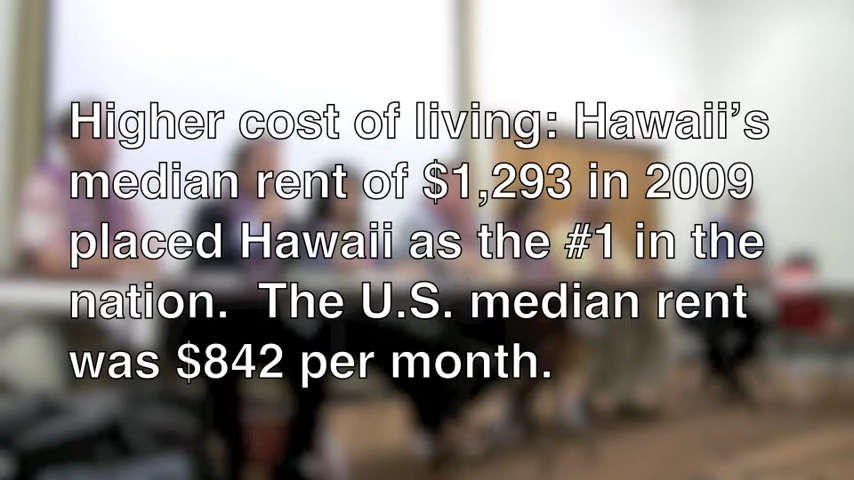 Higher cost of living: Hawaii’s
median rent of $1,293 in 2009
placed Hawaii as the #1 in the
nation.  The U.S. median rent
was $842 per month.